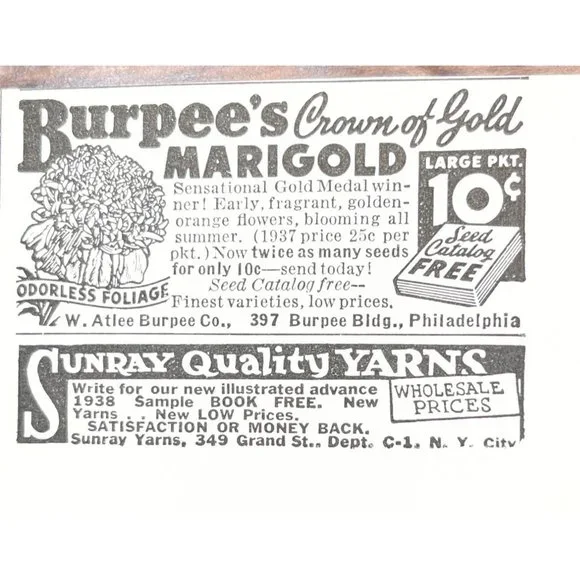 Burpee's Crown of Gold
MARIGOLD
Sensational Gold Medal win-
ner! Early, fragrant, golden-
orange flowers, blooming all
summer. (1937 price 25c per
pkt.) Now twice as many seeds
for only 10c—send today!
Seed Catalog free--
Finest varieties, low prices.
LARGE PKT.
10¢
Seed
Catalog
FREE
ODORLESS FOLIAGE
W. Atlee Burpee Co., 397 Burpee Bldg., Philadelphia
SUNRAY Quality YARNS
Write for our new illustrated advance
1938 Sample BOOK FREE. New
Yarns . . New LOW Prices.
SATISFACTION OR MONEY BACK.
Sunray Yarns, 349 Grand St., Dept. C-1, N. Y. City
WHOLESALE
PRICES